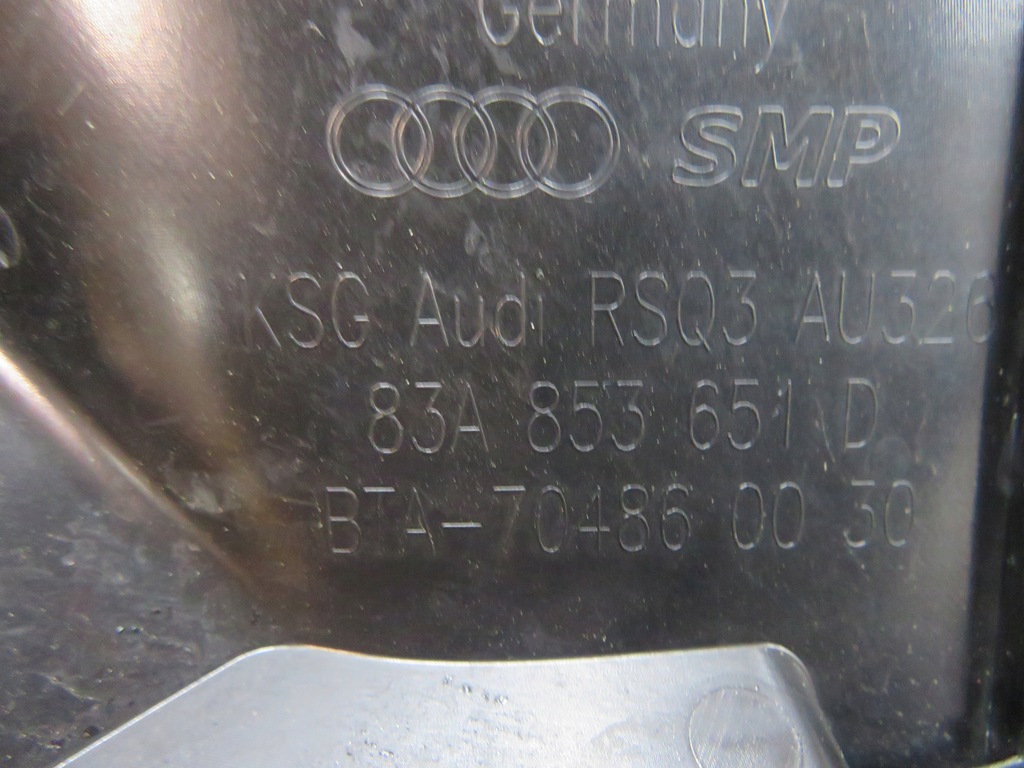 Germany
SMP
KSG Audi RSQ3 AU326
83A 853 651 D
BTA-70486 00 30